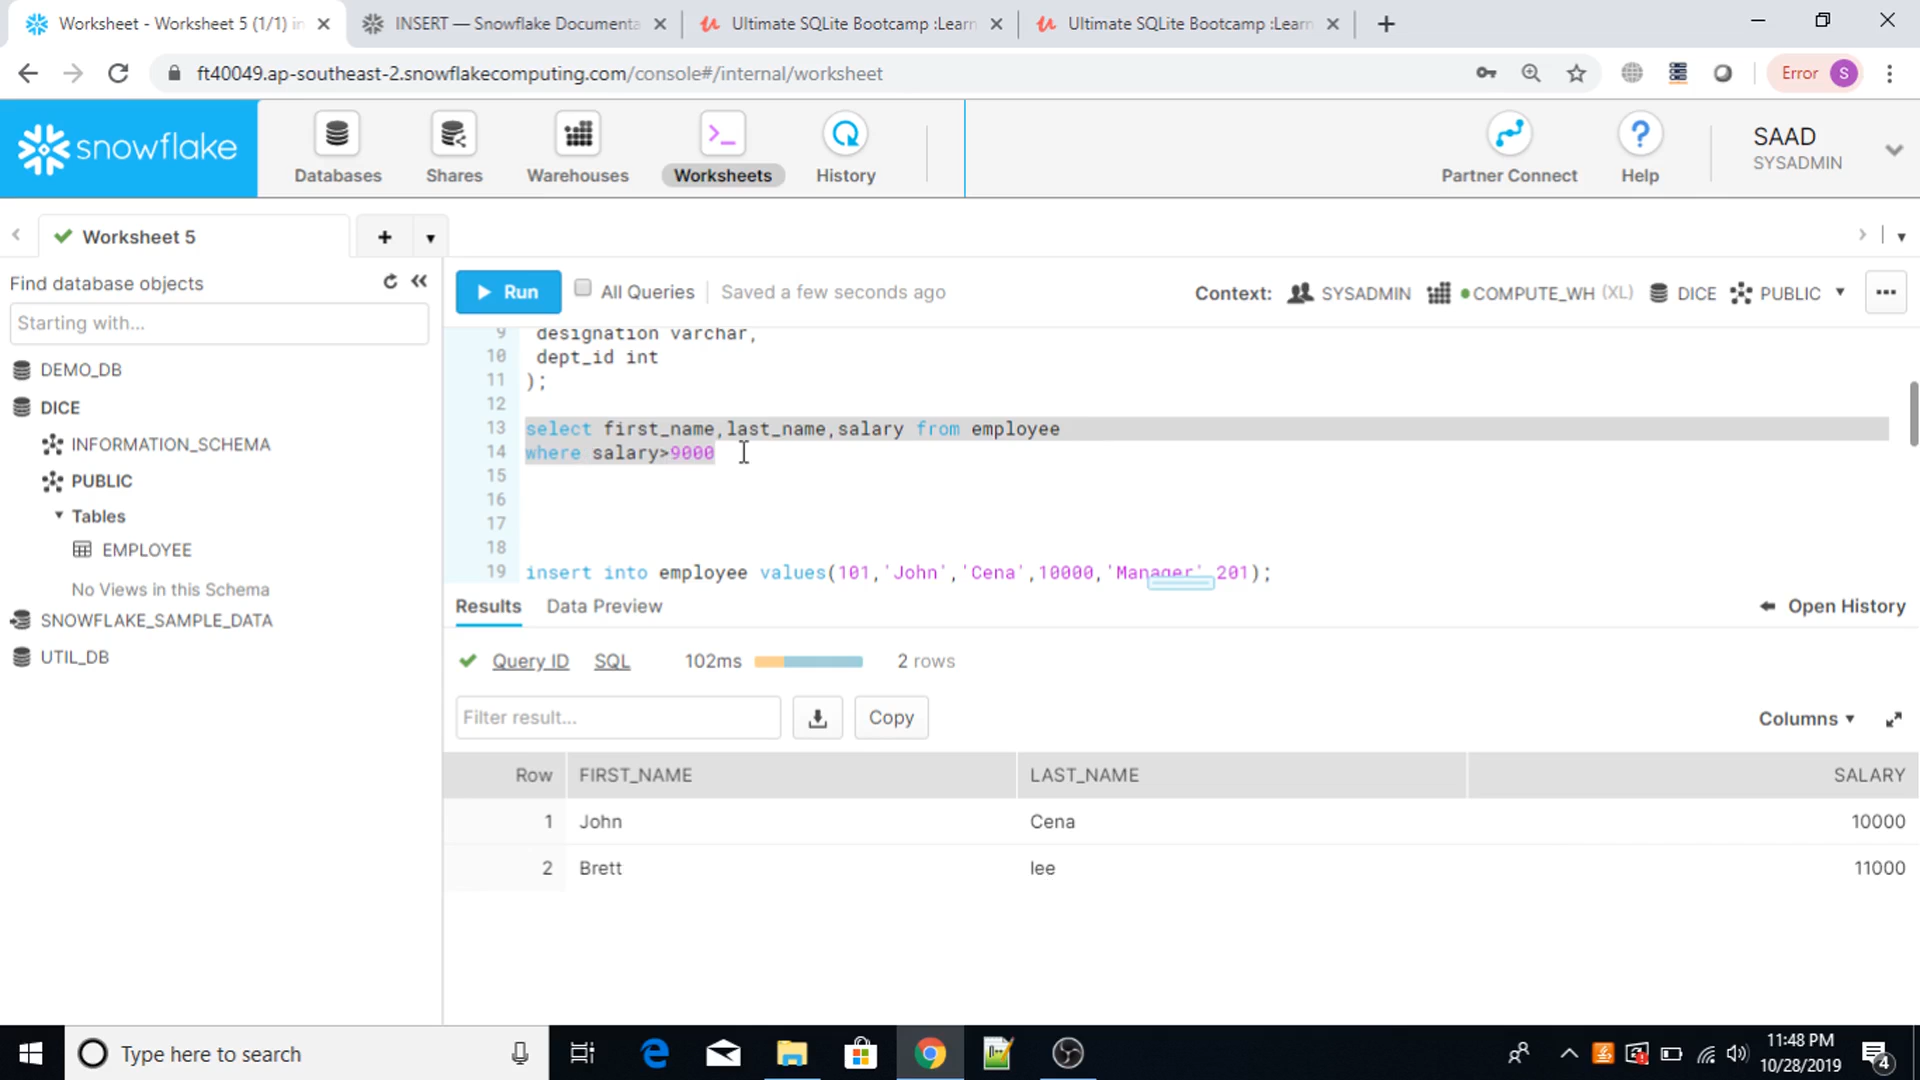 Worksheet - Worksheet 5 (1/1) in
INSERT — Snowflake Documenta
Ultimate SQLite Bootcamp :Learn
Ultimate SQLite Bootcamp :Learn
ft40049.ap-southeast-2.snowflakecomputing.com/console#/internal/worksheet
Error S
snowflake
Databases
Shares
Warehouses
Worksheets
History
Partner Connect
Help
SAAD
SYSADMIN
Worksheet 5
Find database objects
Starting with...
DEMO_DB
DICE
INFORMATION_SCHEMA
PUBLIC
Tables
EMPLOYEE
No Views in this Schema
SNOWFLAKE_SAMPLE_DATA
UTIL_DB
Run
All Queries
Saved a few seconds ago
Context: SYSADMIN COMPUTE_WH (XL) DICE PUBLIC
9 designation varchar,
10 dept_id int
11 );
12
13 select first_name,last_name,salary from employee
14 where salary>9000
15
16
17
18
19 insert into employee values(101,'John','Cena',10000,'Manager',201);
Results Data Preview
Open History
Query ID SQL 102ms 2 rows
Filter result...
Copy
Columns
Row FIRST_NAME LAST_NAME SALARY
1 John Cena 10000
2 Brett lee 11000
Type here to search
11:48 PM
10/28/2019
4